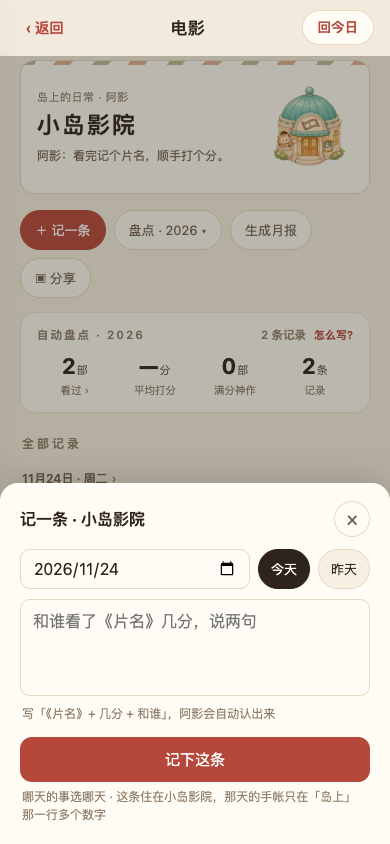 ‹ 返回
电影
回今日
岛上的日常 · 阿影
小岛影院
阿影：看完记个片名，顺手打个分。
＋ 记一条
盘点 · 2026 ▾
生成月报
▣ 分享
自动盘点 · 2026
2 条记录 怎么写?
2部
一分
0部
2条
看过 ›
平均打分
满分神作
记录
全部记录
11月24日 · 周二 ›
记一条 · 小岛影院
×
2026/11/24
今天
昨天
和谁看了《片名》几分，说两句
写「《片名》+ 几分 + 和谁」，阿影会自动认出来
记下这条
哪天的事选哪天 · 这条住在小岛影院，那天的手帐只在「岛上」
那一行多个数字